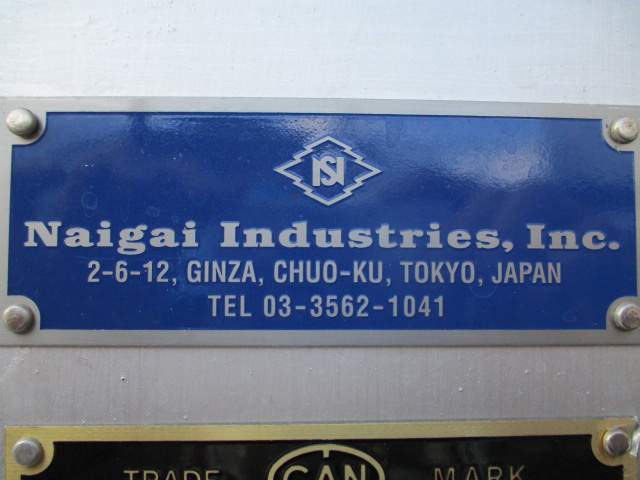 NS
Naigai Industries, Inc.
2-6-12, GINZA, CHUO-KU, TOKYO, JAPAN
TEL 03-3562-1041
TRADE CAN MARK